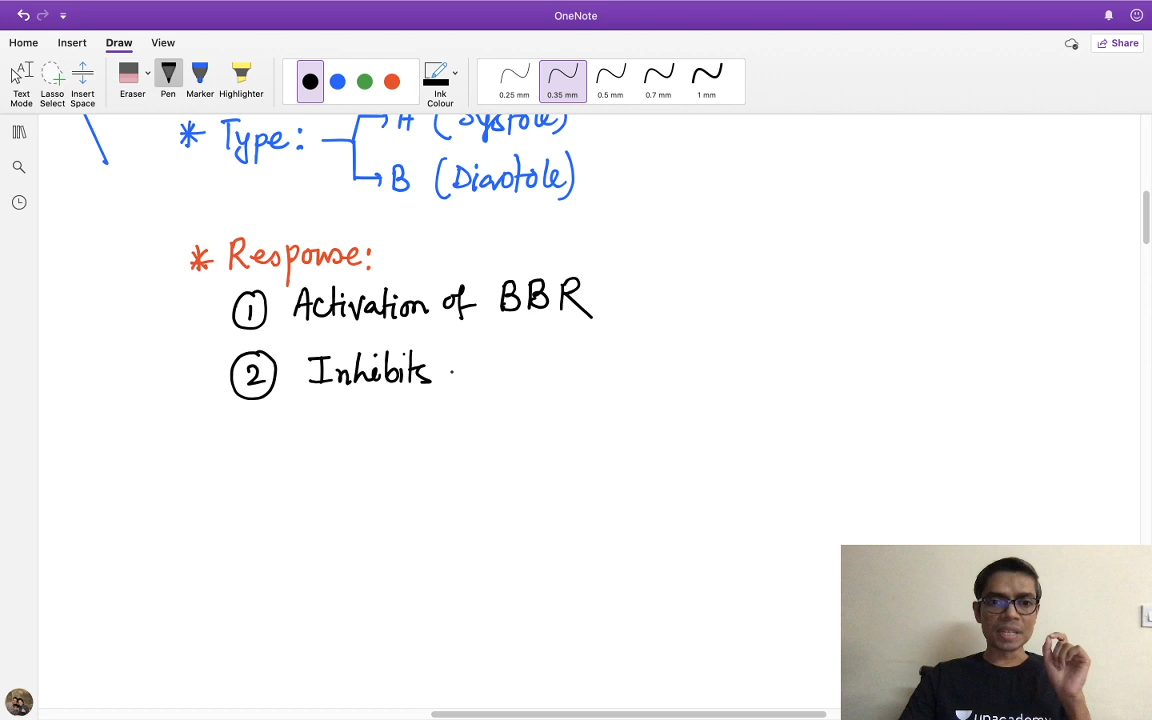 OneNote
Home Insert Draw View
Share
Text Mode Lasso Select Insert Space Eraser Pen Marker Highlighter Ink Colour 0.25 mm 0.35 mm 0.5 mm 0.7 mm 1 mm
* Type: A (Systole)
B (Diastole)
* Response:
① Activation of BBR
② Inhibits
unacademy